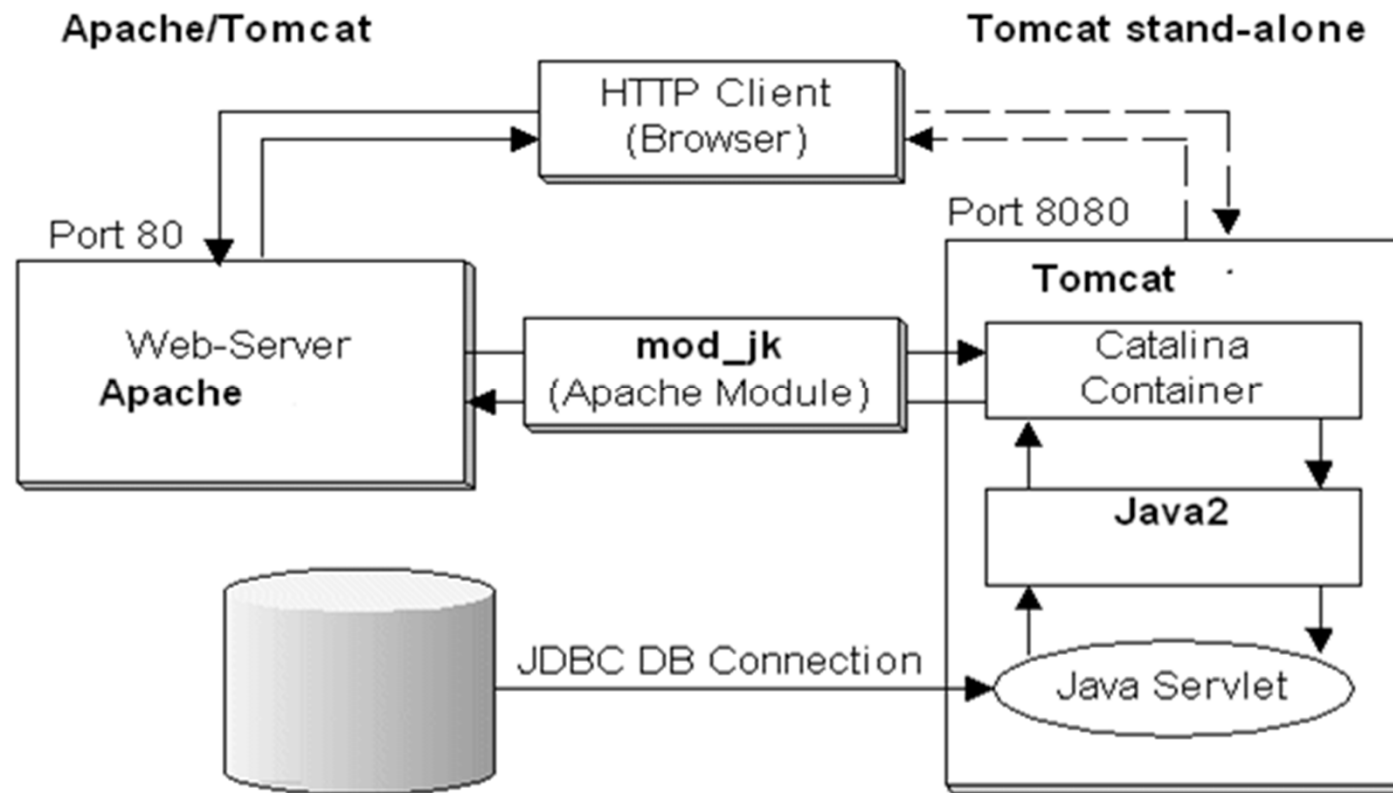 Apache/Tomcat
Tomcat stand-alone
HTTP Client
(Browser)
Port 80
Port 8080
Web-Server
Apache
mod_jk
(Apache Module)
Tomcat
Catalina
Container
Java2
JDBC DB Connection
Java Servlet